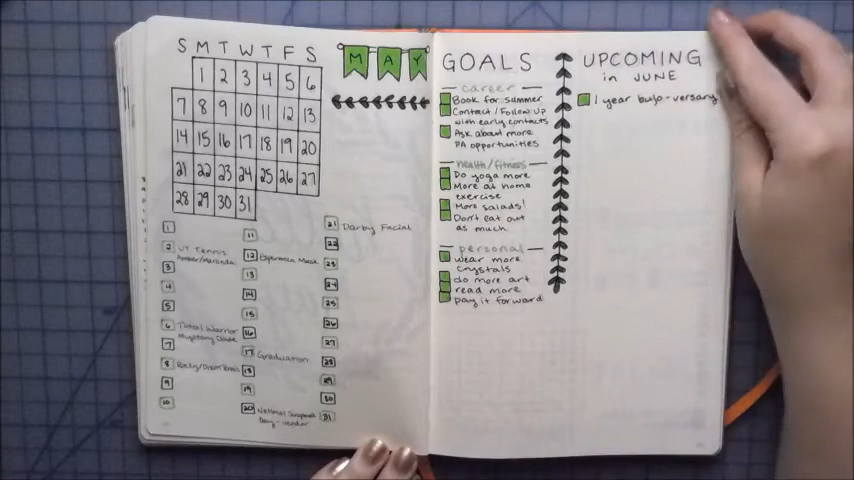 S M T W T F S
1 2 3 4 5 6
7 8 9 10 11 12 13
14 15 16 17 18 19 20
21 22 23 24 25 26 27
28 29 30 31
MAY
1
2 UT Tennis
3
4
5
6 Warrior
7
8
9
10
11
12 Esperanza
13
14
15
16
17 Graduation
18
19
20 National
Day - vendor
21 Darby Facial
22
23
24
25
26
27
28
29
30
31
GOALS
career
Book for summer
Contact/Follow up
with early contacts
Ask about more
PA opportunities
health/fitness
Do yoga more
More at home
exercise
More salads!
Don't eat out
as much
personal
wear more
crystals
do more art
read more
pay it forward
UPCOMING
in JUNE
1 year bujo-versary